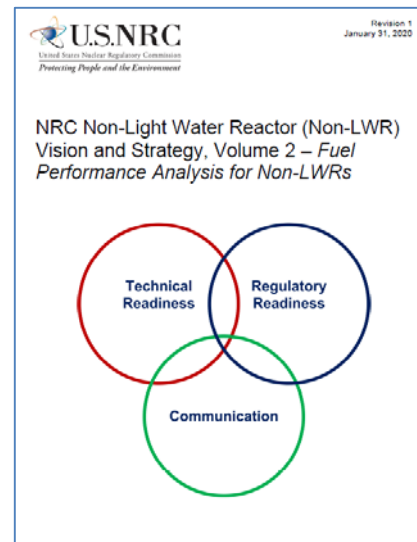 U.S.NRC
Revision 1
January 31, 2020
United States Nuclear Regulatory Commission
Protecting People and the Environment
NRC Non-Light Water Reactor (Non-LWR)
Vision and Strategy, Volume 2 – Fuel
Performance Analysis for Non-LWRs
Technical Regulatory
Readiness Readiness
Communication